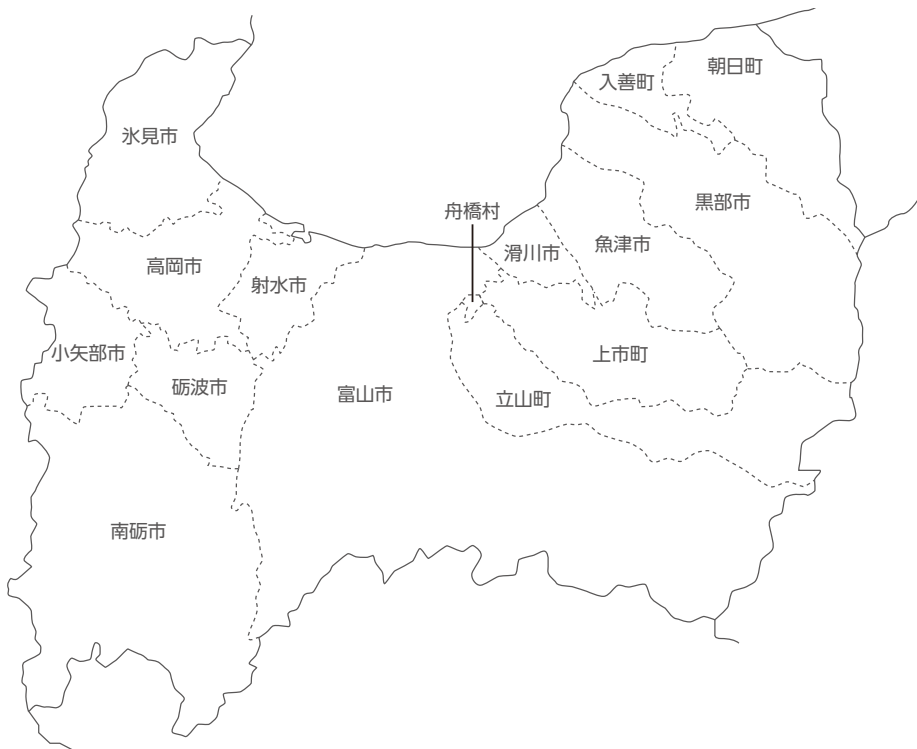 朝日町
入善町
氷見市
黒部市
舟橋村
魚津市
滑川市
高岡市
射水市
小矢部市
上市町
砺波市
富山市
立山町
南砺市